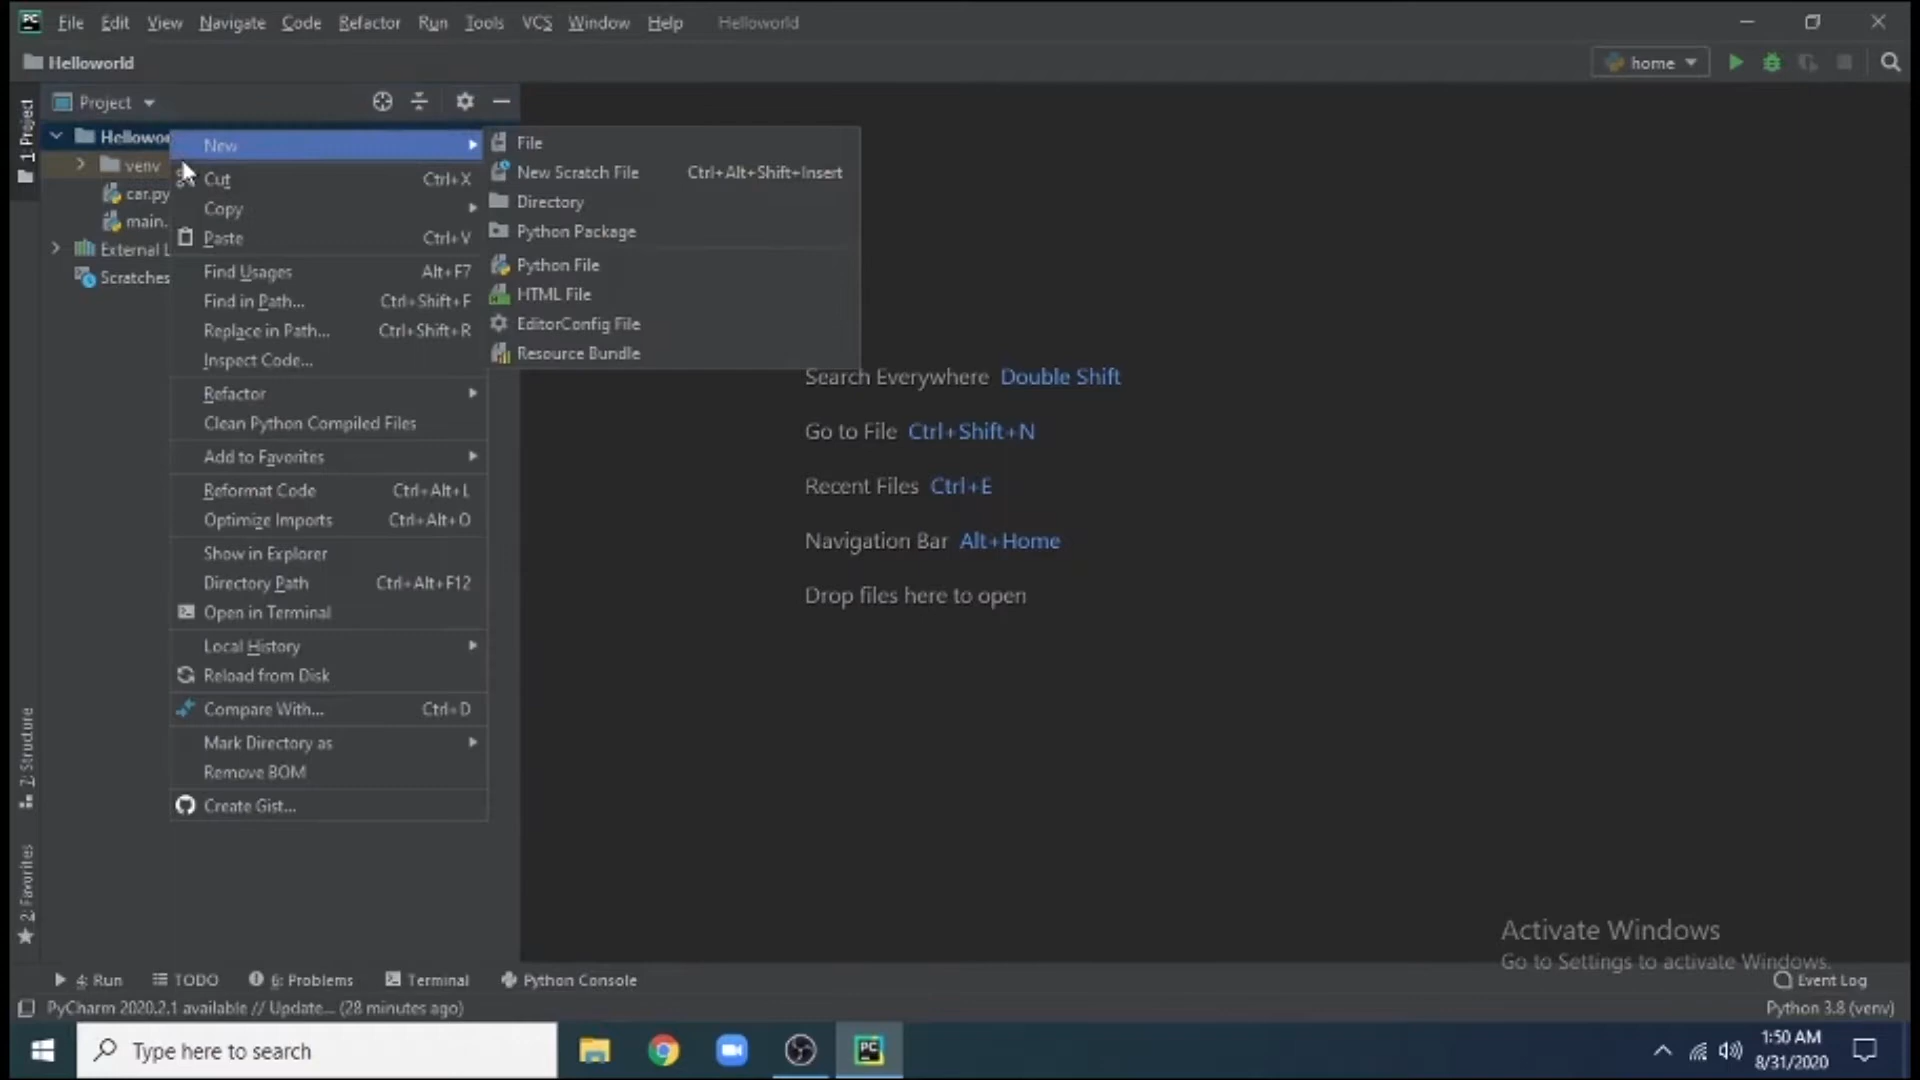 File Edit View Navigate Code Refactor Run Tools VCS Window Help Helloworld
Helloworld
home
Project
1: Project
Hellowor
venv
car.py
main.
External L
Scratches
New
Cut Ctrl+X
Copy
Paste Ctrl+V
Find Usages Alt+F7
Find in Path... Ctrl+Shift+F
Replace in Path... Ctrl+Shift+R
Inspect Code...
Refactor
Clean Python Compiled Files
Add to Favorites
Reformat Code Ctrl+Alt+L
Optimize Imports Ctrl+Alt+O
Show in Explorer
Directory Path Ctrl+Alt+F12
Open in Terminal
Local History
Reload from Disk
Compare With... Ctrl+D
Mark Directory as
Remove BOM
Create Gist...
File
New Scratch File Ctrl+Alt+Shift+Insert
Directory
Python Package
Python File
HTML File
EditorConfig File
Resource Bundle
Search Everywhere Double Shift
Go to File Ctrl+Shift+N
Recent Files Ctrl+E
Navigation Bar Alt+Home
Drop files here to open
Z: Structure
2: Favorites
Activate Windows
Go to Settings to activate Windows.
4: Run TODO 6: Problems Terminal Python Console Event Log
PyCharm 2020.2.1 available // Update... (28 minutes ago) Python 3.8 (venv)
Type here to search
PC
1:50 AM
8/31/2020